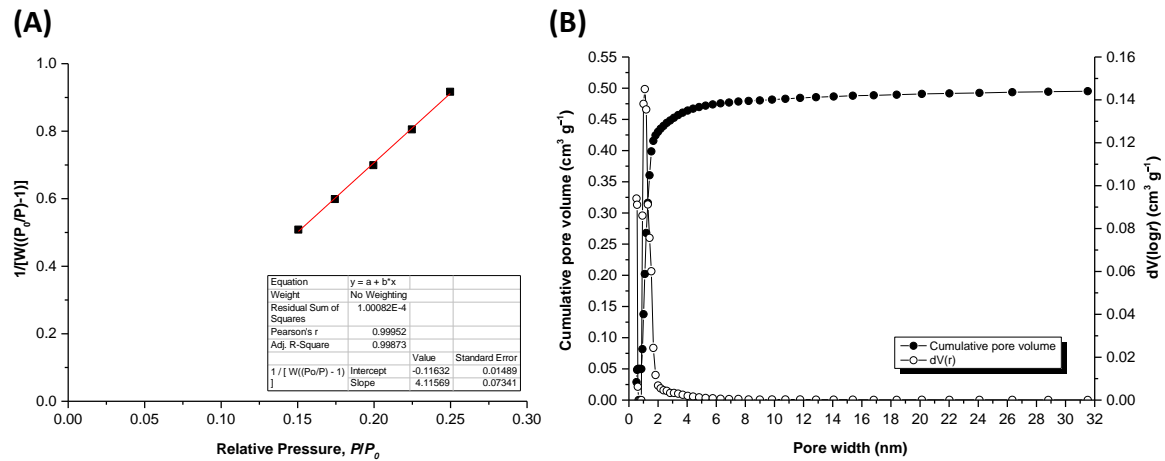 (A)
1/[W((P₀/P)-1)]
1.0
0.8
0.6
0.4
0.2
0.0
0.00 0.05 0.10 0.15 0.20 0.25 0.30
Relative Pressure, P/P₀
Equation y = a + b*x
Weight No Weighting
Residual Sum of Squares 1.00082E-4
Pearson's r 0.99952
Adj. R-Square 0.99873
Value Standard Error
1 / [ W((Po/P) - 1) ] Intercept -0.11632 0.01489
Slope 4.11569 0.07341
(B)
Cumulative pore volume (cm³ g⁻¹)
0.55
0.50
0.45
0.40
0.35
0.30
0.25
0.20
0.15
0.10
0.05
0.00
0 2 4 6 8 10 12 14 16 18 20 22 24 26 28 30 32
Pore width (nm)
0.16
0.14
0.12
0.10
0.08
0.06
0.04
0.02
0.00
dV(logr) (cm³ g⁻¹)
Cumulative pore volume
dV(r)